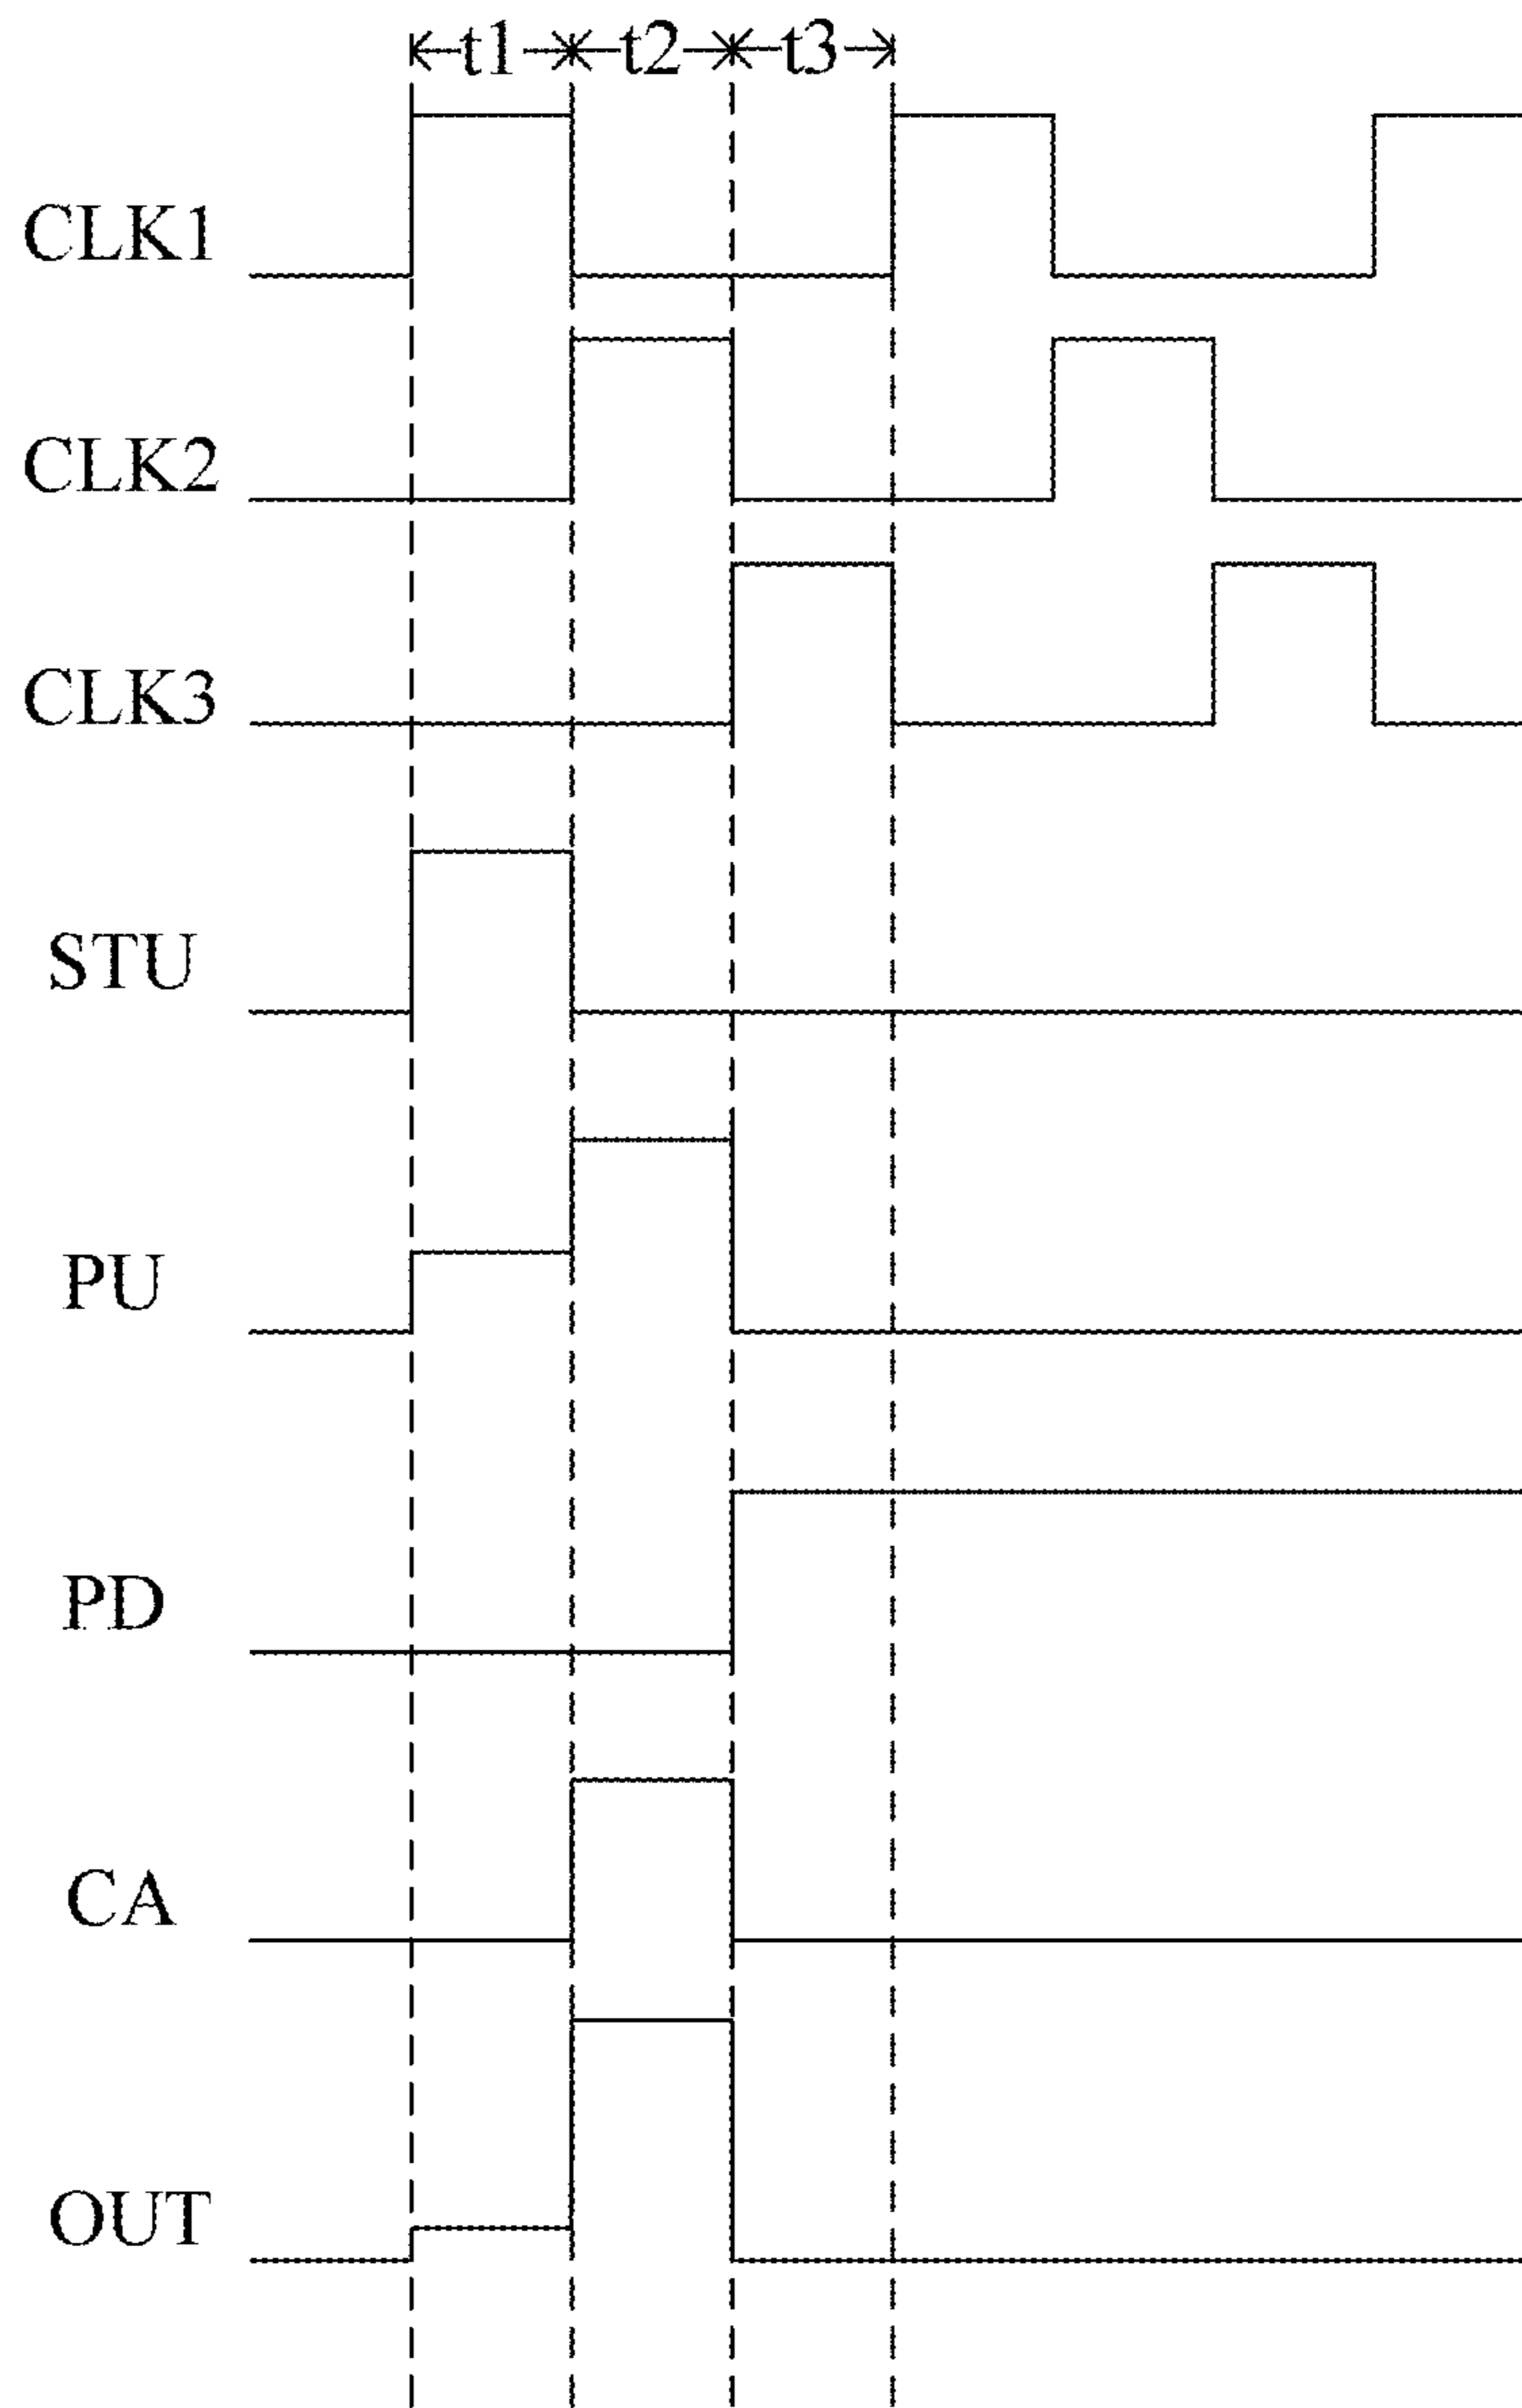 t1 t2 t3
CLK1
CLK2
CLK3
STU
PU
PD
CA
OUT